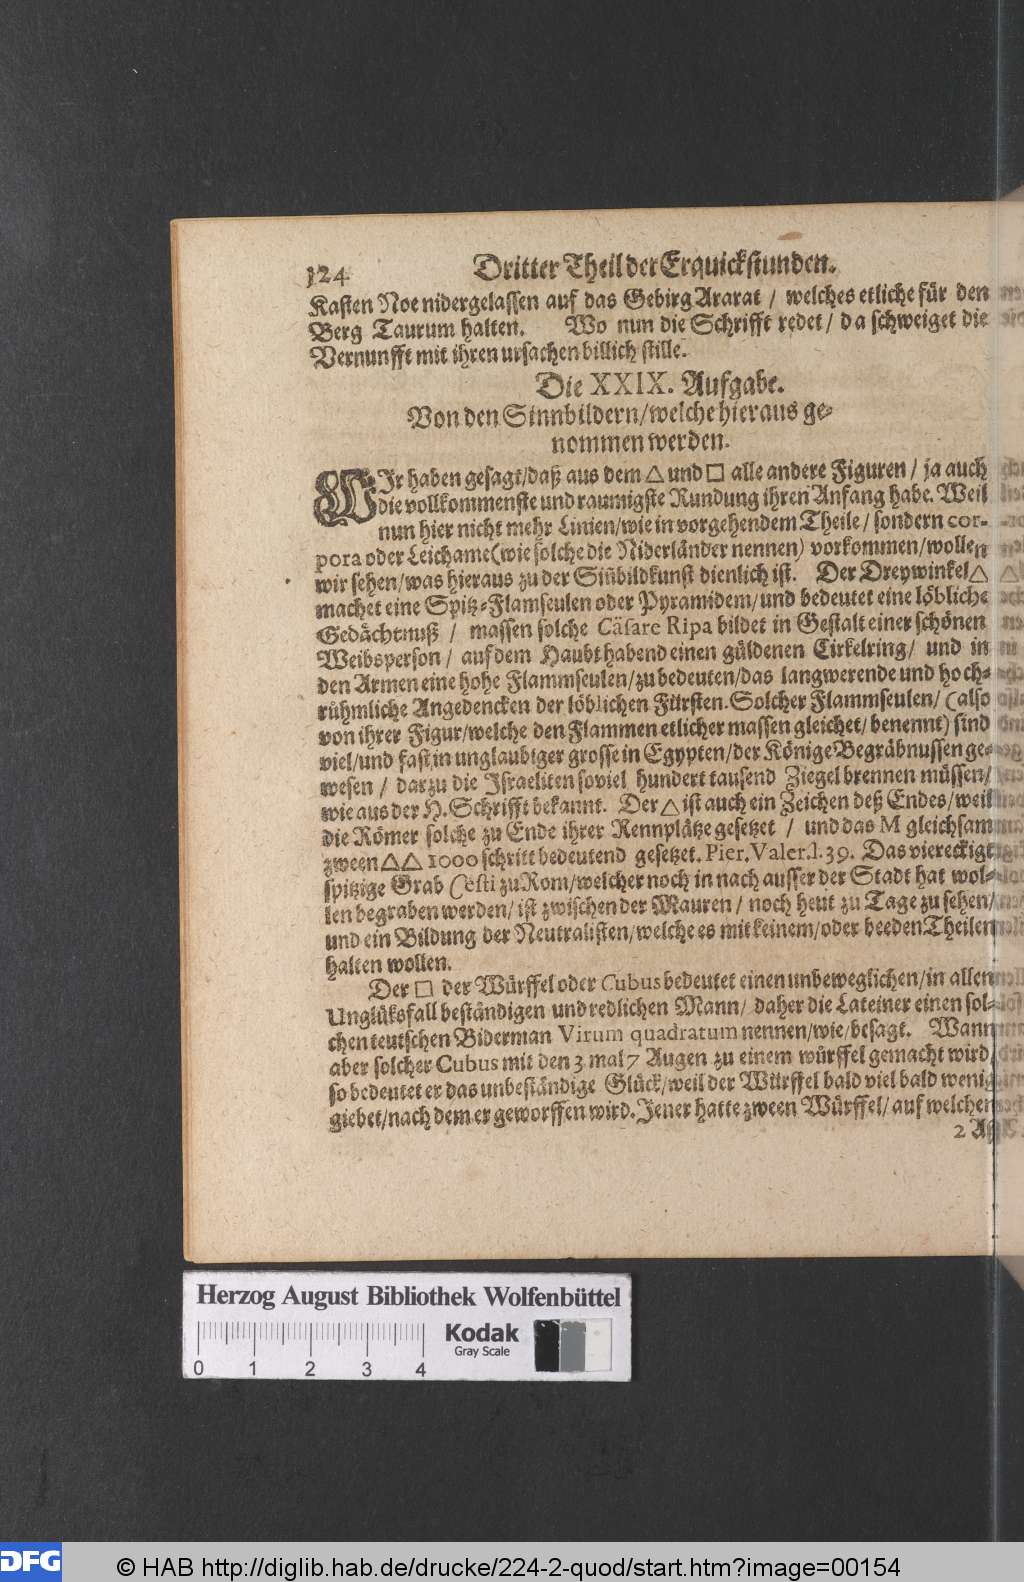 124 Dritter Theil der Erquickstunden.
Kasten Noe nidergelassen auf das Gebirg Ararat / welches etliche für den
Berg Taurum halten. Wo nun die Schrifft redet / da schweiget die
Vernunfft mit ihren ursachen billich stille.
Die XXIX. Aufgabe.
Von den Sinnbildern / welche hieraus ge-
nommen werden.
WIr haben gesagt / daß aus dem △ und □ alle andere Figuren / ja auch
die vollkommenste und raumigste Rundung ihren Anfang habe. Weil
nun hier nicht mehr Linien / wie in vorgehendem Theile / sondern cor-
pora oder Leichame (wie solche die Niderländer nennen) vorkommen / wollen
wir sehen / was hieraus zu der Siñbildkunst dienlich ist. Der Dreywinkel △
machet eine Spitz-Flamseulen oder Pyramidem / und bedeutet eine löbliche
Gedächtnuß / massen solche Cäsare Ripa bildet in Gestalt einer schönen
Weibsperson / auf dem Haubt habend einen güldenen Cirkelring / und in
den Armen eine hohe Flammseulen / zu bedeuten / das langwerende und hoch-
rühmliche Angedencken der löblichen Fürsten. Solcher Flammseulen / (also
von ihrer Figur / welche den Flammen etlicher massen gleichet / benennt) sind
viel / und fast in unglaubiger grosse in Egypten / der Könige Begräbnussen ge-
wesen / darzu die Israeliten soviel hundert tausend Ziegel brennen müssen /
wie aus der H. Schrifft bekannt. Der △ ist auch ein Zeichen deß Endes / weil
die Römer solche zu Ende ihrer Rennplätze gesetzet / und das M gleichsam
zween △△ 1000 schritt bedeutend gesetzet. Pier. Valer. l. 39. Das viereckigt
spitzige Grab Cesti zu Rom / welcher noch in nach ausser der Stadt hat wol-
len begraben werden / ist zwischen der Mauren / noch heut zu Tage zu sehen /
und ein Bildung der Neutralisten / welche es mit keinem / oder beeden Theilen
halten wollen.
Der □ der Würffel oder Cubus bedeutet einen unbeweglichen / in allen
Unglüksfall beständigen und redlichen Mann / daher die Lateiner einen sol-
chen teutschen Biderman Virum quadratum nennen / wie besagt. Wann
aber solcher Cubus mit den 3. mal 7 Augen zu einem würffel gemacht wird /
so bedeutet er das unbeständige Glück / weil der Würffel bald viel bald wenig
giebet / nach dem er geworffen wird. Jener hatte zween Würffel / auf welchen
2
Herzog August Bibliothek Wolfenbüttel
Kodak
Gray Scale
0 1 2 3 4
DFG © HAB http://diglib.hab.de/drucke/224-2-quod/start.htm?image=00154